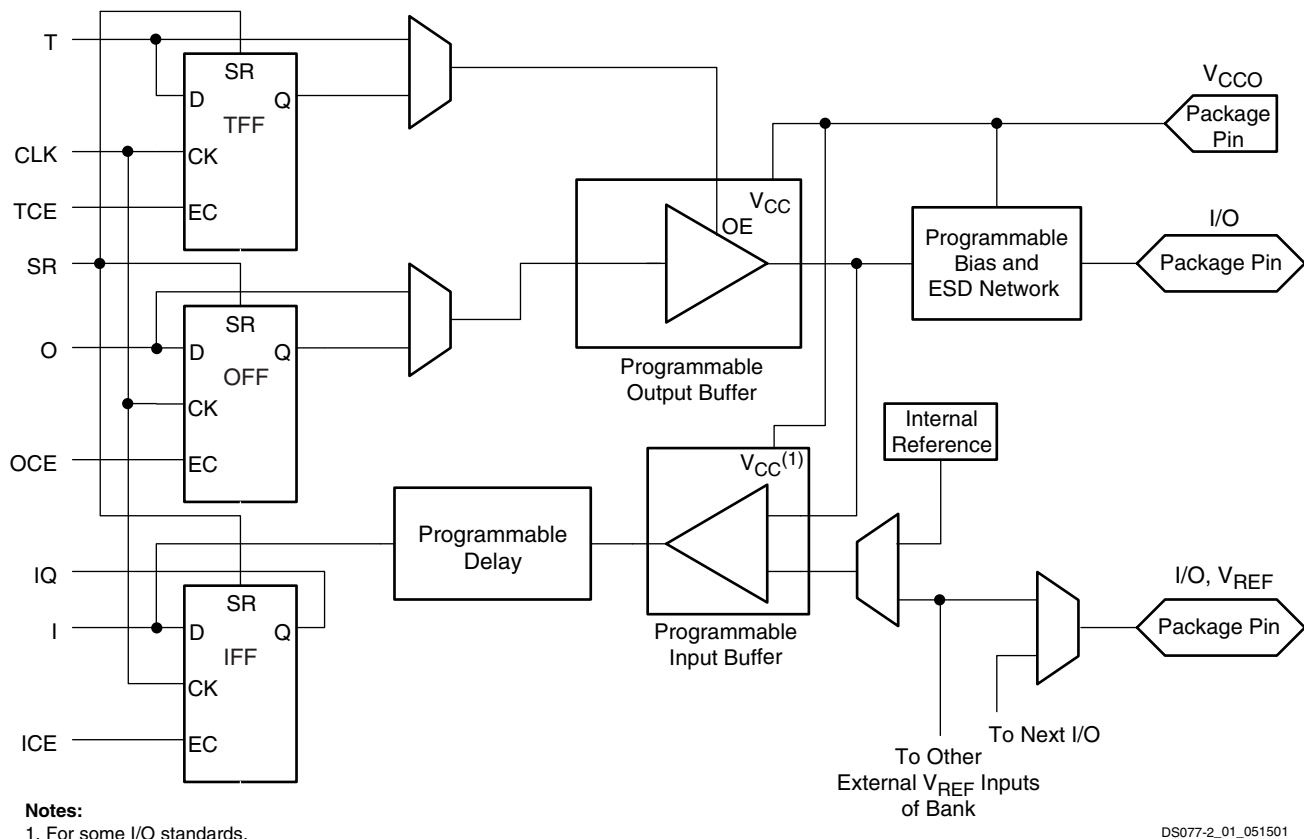 T
CLK
TCE
SR
O
OCE
IQ
I
ICE
SR
D
Q
TFF
CK
EC
SR
D
Q
OFF
CK
EC
SR
D
Q
IFF
CK
EC
VCC
OE
Programmable
Output Buffer
VCCO
Package
Pin
Programmable
Bias and
ESD Network
I/O
Package Pin
Internal
Reference
VCC(1)
Programmable
Input Buffer
Programmable
Delay
I/O, VREF
Package Pin
To Next I/O
To Other
External VREF Inputs
of Bank
Notes:
1. For some I/O standards.
DS077-2_01_051501